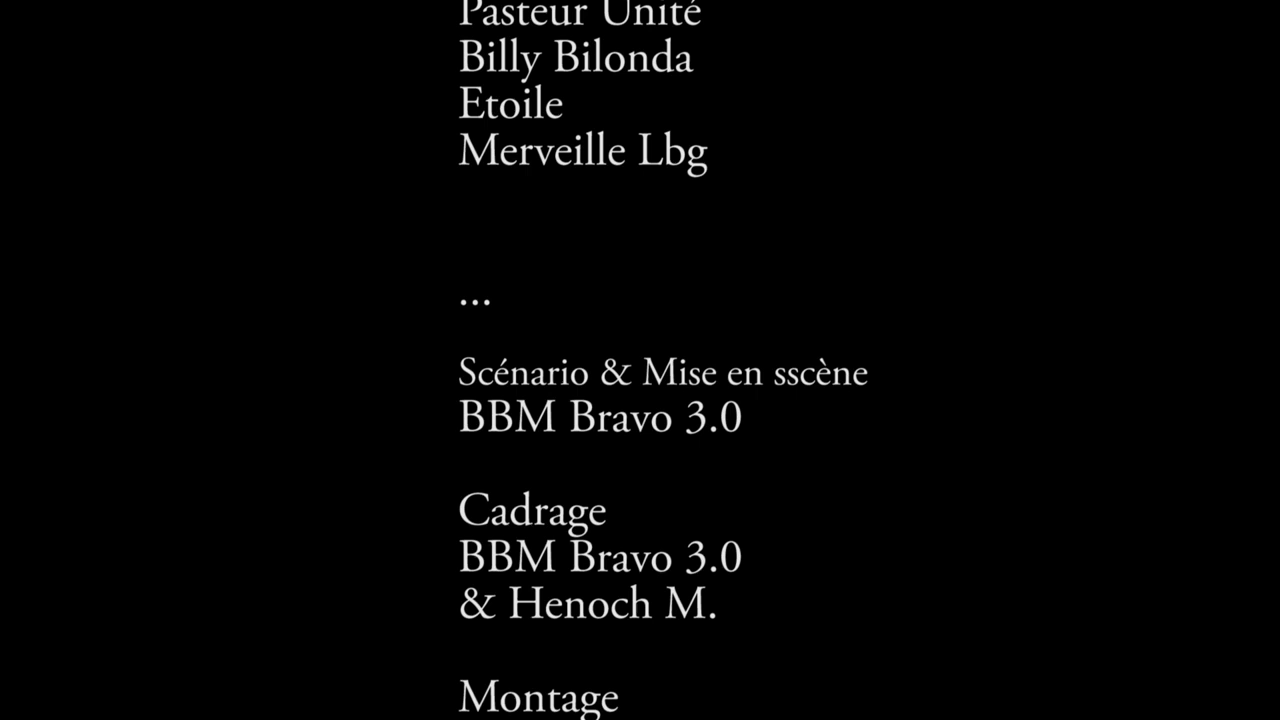 Pasteur Unité
Billy Bilonda
Etoile
Merveille Lbg
...
Scénario & Mise en sscène
BBM Bravo 3.0
Cadrage
BBM Bravo 3.0
& Henoch M.
Montage